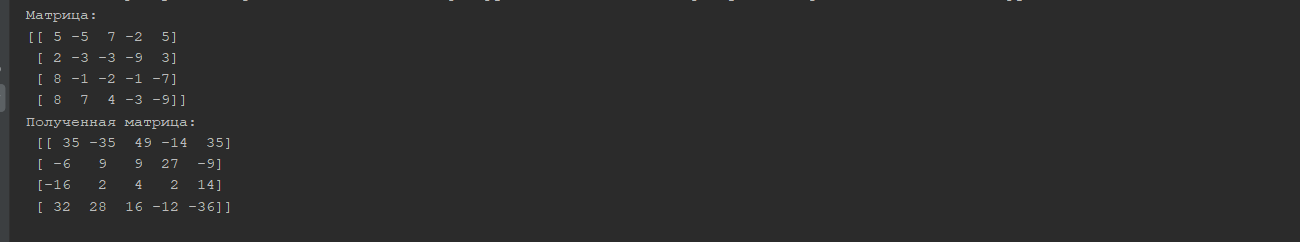 Матрица:
[[ 5 -5  7 -2  5]
 [ 2 -3 -3 -9  3]
 [ 8 -1 -2 -1 -7]
 [ 8  7  4 -3 -9]]
Полученная матрица:
 [[ 35 -35  49 -14  35]
 [ -6   9   9  27  -9]
 [-16   2   4   2  14]
 [ 32  28  16 -12 -36]]